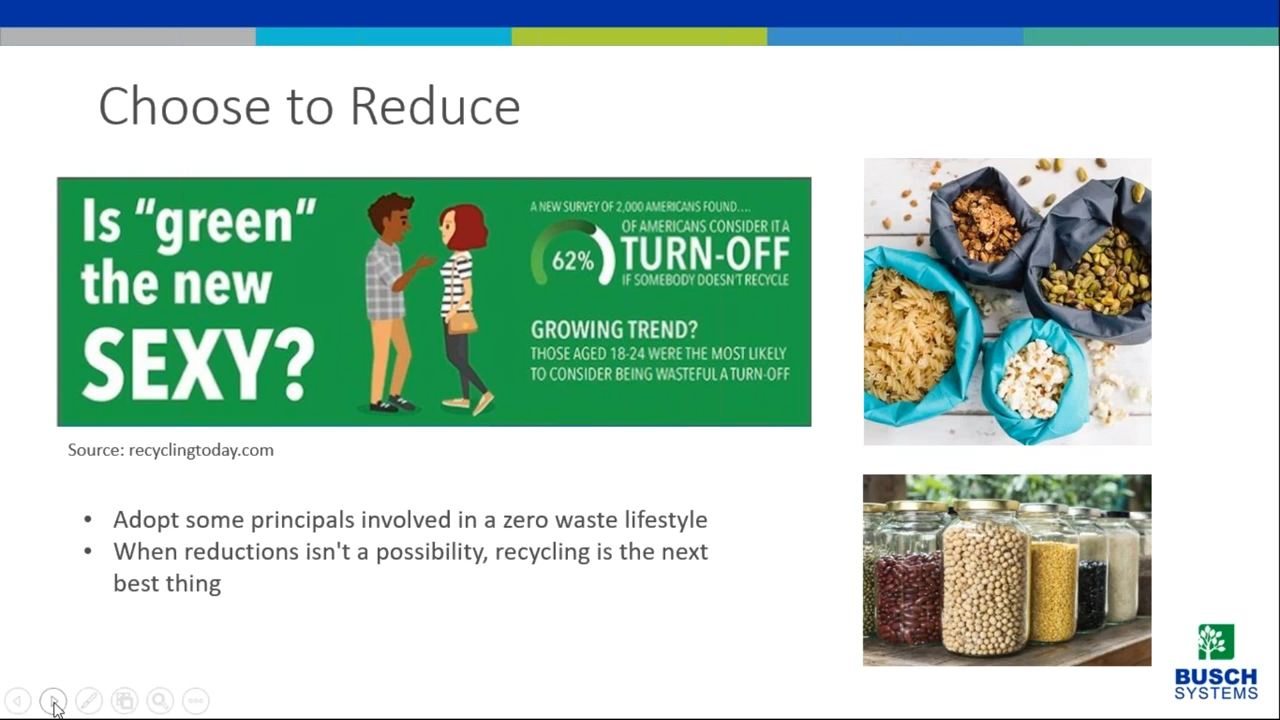 Choose to Reduce
Is "green"
the new
SEXY?
A NEW SURVEY OF 2,000 AMERICANS FOUND....
62%
OF AMERICANS CONSIDER IT A
TURN-OFF
IF SOMEBODY DOESN'T RECYCLE
GROWING TREND?
THOSE AGED 18-24 WERE THE MOST LIKELY
TO CONSIDER BEING WASTEFUL A TURN-OFF
Source: recyclingtoday.com
• Adopt some principals involved in a zero waste lifestyle
• When reductions isn't a possibility, recycling is the next
best thing
BUSCH
SYSTEMS